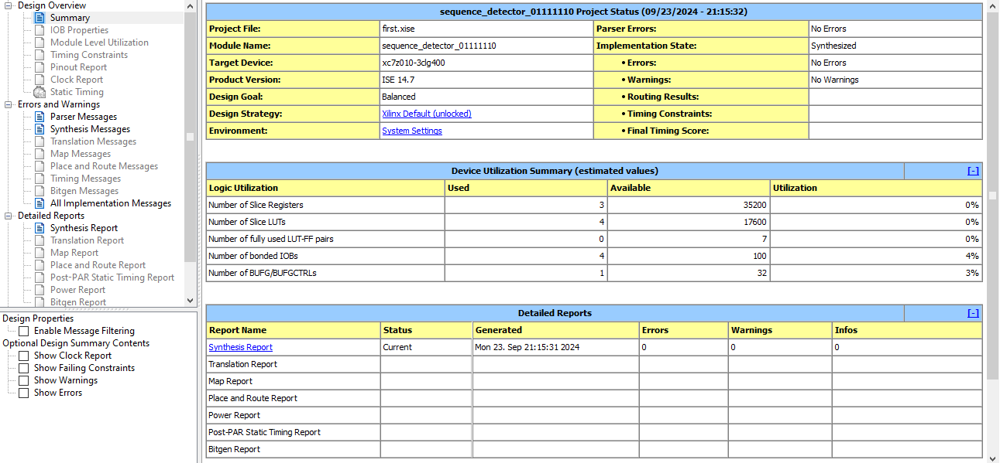 Design Overview
Summary
IOB Properties
Module Level Utilization
Timing Constraints
Pinout Report
Clock Report
Static Timing
Errors and Warnings
Parser Messages
Synthesis Messages
Translation Messages
Map Messages
Place and Route Messages
Timing Messages
Bitgen Messages
All Implementation Messages
Detailed Reports
Synthesis Report
Translation Report
Map Report
Place and Route Report
Post-PAR Static Timing Report
Power Report
Bitgen Report
Design Properties
Enable Message Filtering
Optional Design Summary Contents
Show Clock Report
Show Failing Constraints
Show Warnings
Show Errors
sequence_detector_01111110 Project Status (09/23/2024 - 21:15:32)
Project File: first.xise Parser Errors: No Errors
Module Name: sequence_detector_01111110 Implementation State: Synthesized
Target Device: xc7z010-3clg400 • Errors: No Errors
Product Version: ISE 14.7 • Warnings: No Warnings
Design Goal: Balanced • Routing Results:
Design Strategy: Xilinx Default (unlocked) • Timing Constraints:
Environment: System Settings • Final Timing Score:
Device Utilization Summary (estimated values) [-]
Logic Utilization Used Available Utilization
Number of Slice Registers 3 35200 0%
Number of Slice LUTs 4 17600 0%
Number of fully used LUT-FF pairs 0 7 0%
Number of bonded IOBs 4 100 4%
Number of BUFG/BUFGCTRLs 1 32 3%
Detailed Reports [-]
Report Name Status Generated Errors Warnings Infos
Synthesis Report Current Mon 23. Sep 21:15:31 2024 0 0 0
Translation Report
Map Report
Place and Route Report
Power Report
Post-PAR Static Timing Report
Bitgen Report